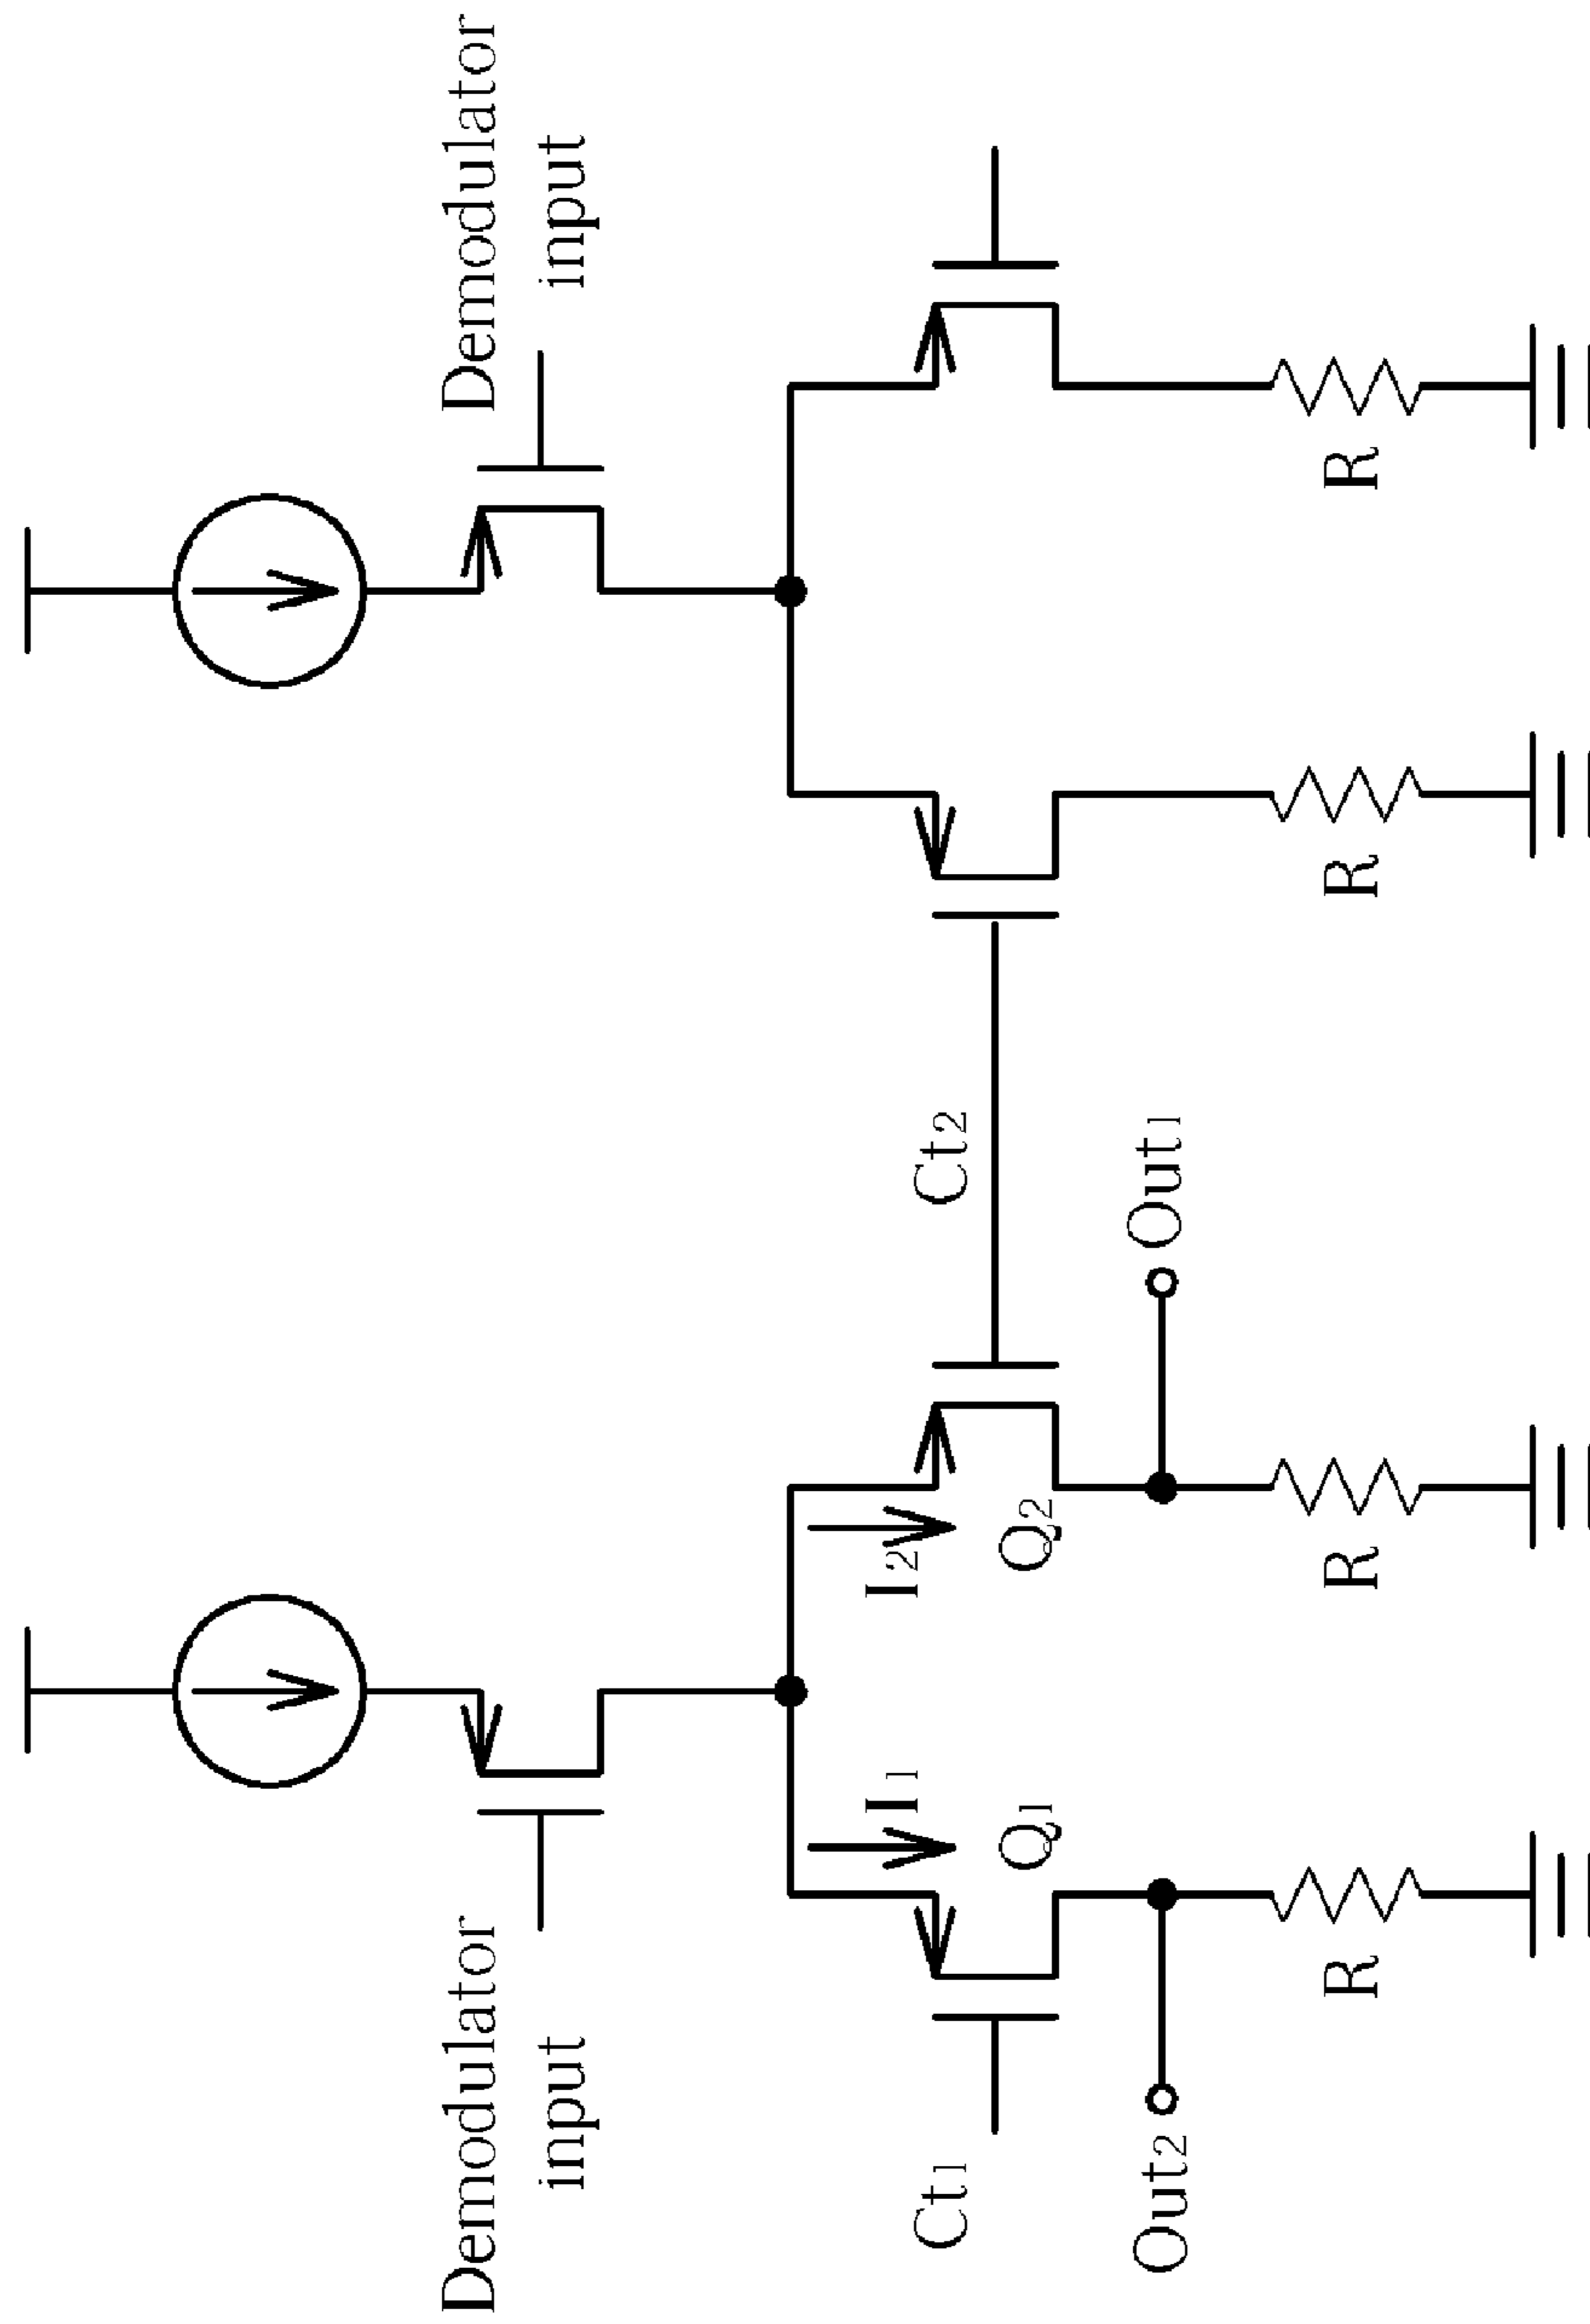 Demodulator
input
Demodulator
input
I1
I2
Ct1
Ct2
Q1
Q2
Out2
Out1
R
R
R
R